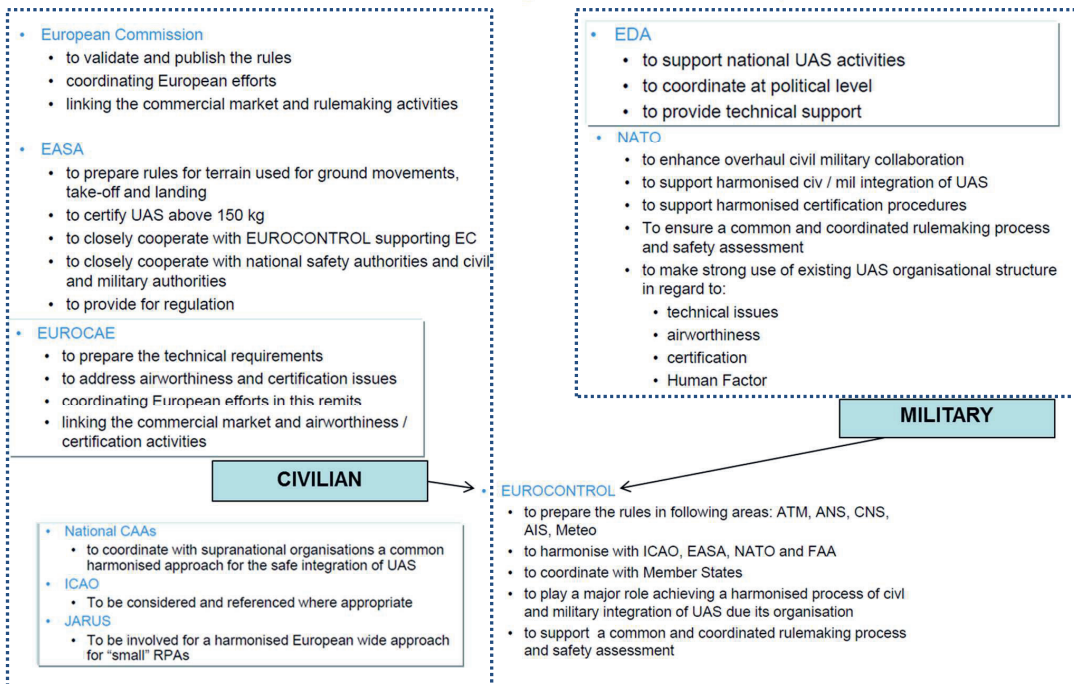 European Commission
to validate and publish the rules
coordinating European efforts
linking the commercial market and rulemaking activities
EASA
to prepare rules for terrain used for ground movements,
take-off and landing
to certify UAS above 150 kg
to closely cooperate with EUROCONTROL supporting EC
to closely cooperate with national safety authorities and civil
and military authorities
to provide for regulation
EUROCAE
to prepare the technical requirements
to address airworthiness and certification issues
coordinating European efforts in this remits
linking the commercial market and airworthiness /
certification activities
CIVILIAN
National CAAs
to coordinate with supranational organisations a common
harmonised approach for the safe integration of UAS
ICAO
To be considered and referenced where appropriate
JARUS
To be involved for a harmonised European wide approach
for "small" RPAs
EDA
to support national UAS activities
to coordinate at political level
to provide technical support
NATO
to enhance overhaul civil military collaboration
to support harmonised civ / mil integration of UAS
to support harmonised certification procedures
To ensure a common and coordinated rulemaking process
and safety assessment
to make strong use of existing UAS organisational structure
in regard to:
technical issues
airworthiness
certification
Human Factor
MILITARY
EUROCONTROL
to prepare the rules in following areas: ATM, ANS, CNS,
AIS, Meteo
to harmonise with ICAO, EASA, NATO and FAA
to coordinate with Member States
to play a major role achieving a harmonised process of civl
and military integration of UAS due its organisation
to support a common and coordinated rulemaking process
and safety assessment